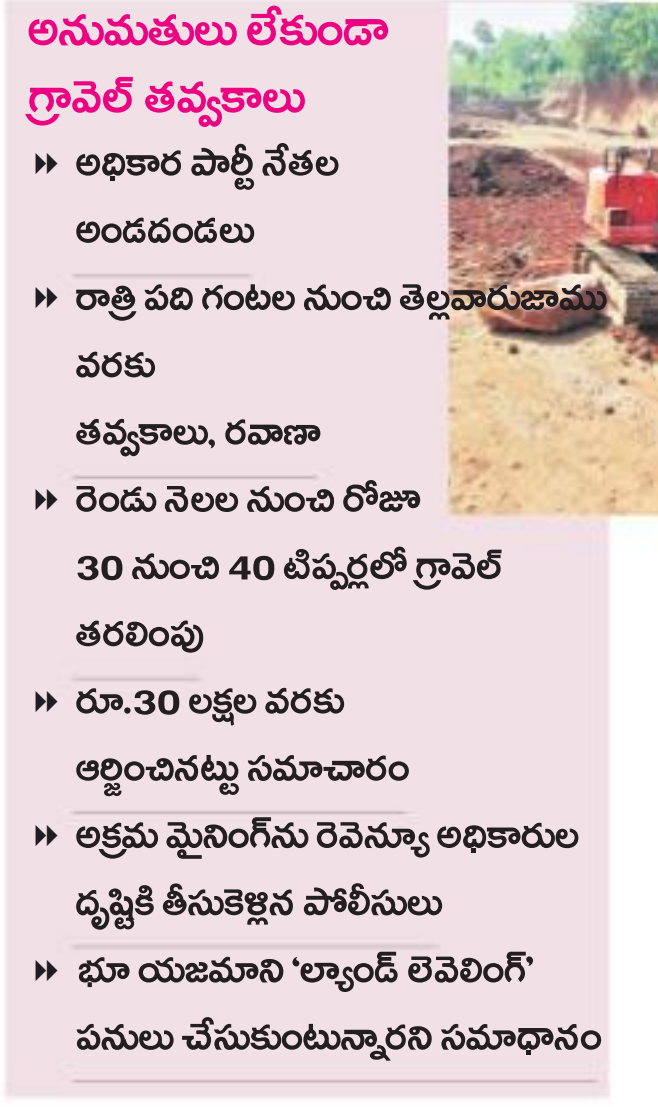 అనుమతులు లేకుండా
గ్రావెల్ తవ్వకాలు
అధికార పార్టీ నేతల
అండదండలు
రాత్రి పది గంటల నుంచి తెల్లవారుజాము
వరకు
తవ్వకాలు, రవాణా
రెండు నెలల నుంచి రోజూ
30 నుంచి 40 టిప్పర్లలో గ్రావెల్
తరలింపు
రూ.30 లక్షల వరకు
ఆర్జించినట్టు సమాచారం
అక్రమ మైనింగ్‌ను రెవెన్యూ అధికారుల
దృష్టికి తీసుకెళ్లిన పోలీసులు
భూ యజమాని ‘ల్యాండ్ లెవెలింగ్’
పనులు చేసుకుంటున్నారని సమాధానం